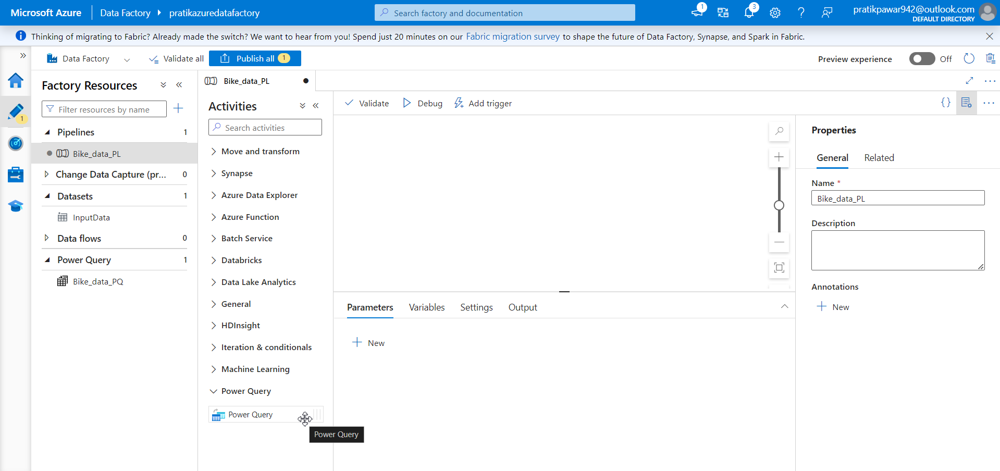 Microsoft Azure
Data Factory
pratikazuredatafactory
Search factory and documentation
1
3
pratikpawar942@outlook.com
DEFAULT DIRECTORY
Thinking of migrating to Fabric? Already made the switch? We want to hear from you! Spend just 20 minutes on our Fabric migration survey to shape the future of Data Factory, Synapse, and Spark in Fabric.
Data Factory
Validate all
Publish all 1
Preview experience
Off
1
Factory Resources
Filter resources by name
Pipelines 1
Bike_data_PL
Change Data Capture (pr... 0
Datasets 1
InputData
Data flows 0
Power Query 1
Bike_data_PQ
Bike_data_PL
Activities
Search activities
Move and transform
Synapse
Azure Data Explorer
Azure Function
Batch Service
Databricks
Data Lake Analytics
General
HDInsight
Iteration & conditionals
Machine Learning
Power Query
Power Query
Power Query
Validate
Debug
Add trigger
{}
Parameters
Variables
Settings
Output
New
Properties
General
Related
Name *
Bike_data_PL
Description
Annotations
New